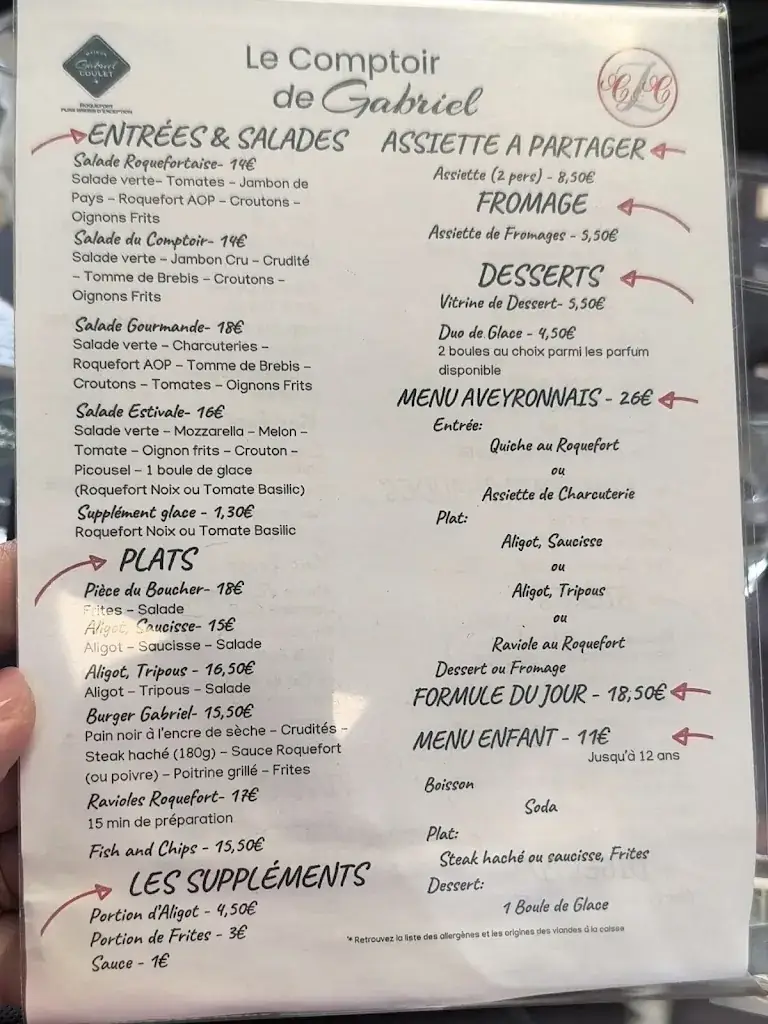 MAISON
Gabriel
COULET
Roquefort
Le Comptoir
de Gabriel
CLC
ENTRÉES & SALADES
Salade Roquefortaise- 14€
Salade verte- Tomates - Jambon de
Pays - Roquefort AOP - Croutons -
Oignons Frits
Salade du Comptoir- 14€
Salade verte - Jambon Cru - Crudité
- Tomme de Brebis - Croutons -
Oignons Frits
Salade Gourmande- 18€
Salade verte - Charcuteries -
Roquefort AOP - Tomme de Brebis -
Croutons - Tomates - Oignons Frits
Salade Estivale- 16€
Salade verte - Mozzarella - Melon -
Tomate - Oignon frits - Crouton -
Picousel - 1 boule de glace
(Roquefort Noix ou Tomate Basilic)
Supplément glace - 1,30€
Roquefort Noix ou Tomate Basilic
PLATS
Pièce du Boucher- 18€
Frites - Salade
Aligot, Saucisse- 15€
Aligot - Saucisse - Salade
Aligot, Tripous - 16,50€
Aligot - Tripous - Salade
Burger Gabriel- 15,50€
Pain noir à l'encre de sèche - Crudités -
Steak haché (180g) - Sauce Roquefort
(ou poivre) - Poitrine grillé - Frites
Ravioles Roquefort- 17€
15 min de préparation
Fish and Chips - 15,50€
LES SUPPLÉMENTS
Portion d'Aligot - 4,50€
Portion de Frites - 3€
Sauce - 1€
ASSIETTE A PARTAGER
Assiette (2 pers) - 8,50€
FROMAGE
Assiette de Fromages - 5,50€
DESSERTS
Vitrine de Dessert- 5,50€
Duo de Glace - 4,50€
2 boules au choix parmi les parfum
disponible
MENU AVEYRONNAIS - 26€
Entrée:
Quiche au Roquefort
ou
Assiette de Charcuterie
Plat:
Aligot, Saucisse
ou
Aligot, Tripous
ou
Raviole au Roquefort
Dessert ou Fromage
FORMULE DU JOUR - 18,50€
MENU ENFANT - 11€
Jusqu'à 12 ans
Boisson
Soda
Plat:
Steak haché ou saucisse, Frites
Dessert:
1 Boule de Glace
* Retrouvez la liste des allergènes et les origines des viandes à la caisse